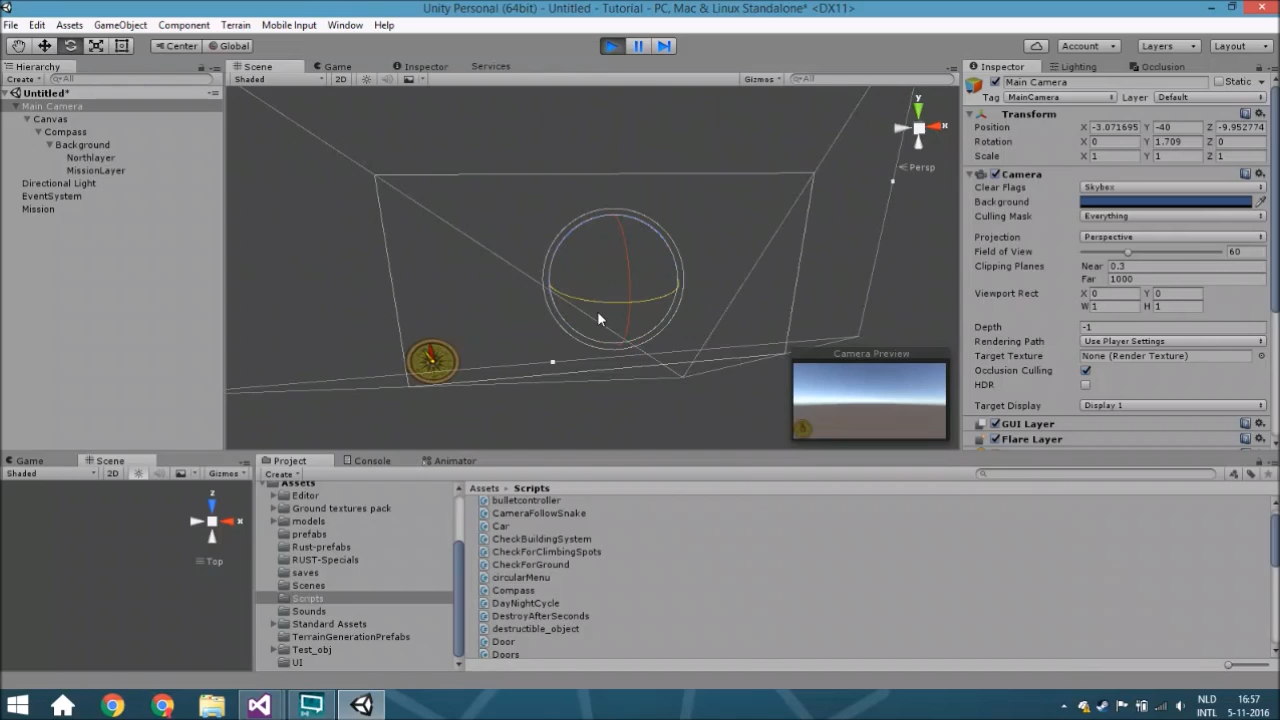 Unity Personal (64bit) - Untitled - Tutorial - PC, Mac & Linux Standalone* <DX11>
File Edit Assets GameObject Component Terrain Mobile Input Window Help
Center Global Account Layers Layout
Hierarchy
Create All
Untitled*
Main Camera
Canvas
Compass
Background
Northlayer
MissionLayer
Directional Light
EventSystem
Mission
Scene Game Inspector Services
Shaded 2D Gizmos All
y
x
Persp
Camera Preview
Inspector Lighting Occlusion
Main Camera Static
Tag MainCamera Layer Default
Transform
Position X -3.071695 Y -40 Z -9.952774
Rotation X 0 Y 1.709 Z 0
Scale X 1 Y 1 Z 1
Camera
Clear Flags Skybox
Background
Culling Mask Everything
Projection Perspective
Field of View 60
Clipping Planes Near 0.3
Far 1000
Viewport Rect X 0 Y 0
W 1 H 1
Depth -1
Rendering Path Use Player Settings
Target Texture None (Render Texture)
Occlusion Culling
HDR
Target Display Display 1
GUI Layer
Flare Layer
Game Scene
Shaded 2D Gizmos
z
x
Top
Project Console Animator
Create
Assets
Editor
Ground textures pack
models
prefabs
Rust-prefabs
RUST-Specials
saves
Scenes
Scripts
Sounds
Standard Assets
TerrainGenerationPrefabs
Test_obj
UI
Assets Scripts
bulletcontroller
CameraFollowSnake
Car
CheckBuildingSystem
CheckForClimbingSpots
CheckForGround
circularMenu
Compass
DayNightCycle
DestroyAfterSeconds
destructible_object
Door
Doors
NLD 16:57
INTL 5-11-2016